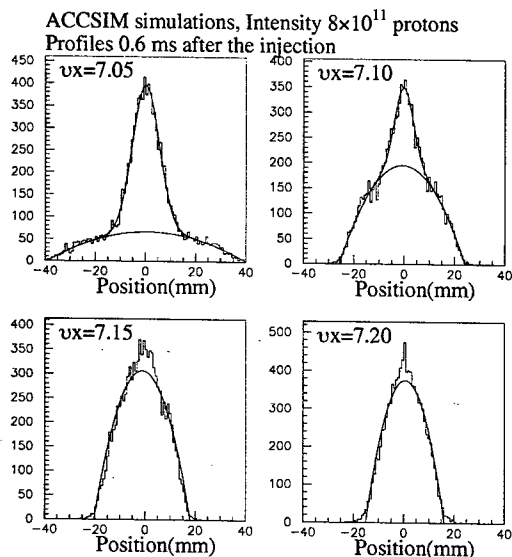 ACCSIM simulations, Intensity 8×10¹¹ protons
Profiles 0.6 ms after the injection
υx=7.05
450
400
350
300
250
200
150
100
50
0
−40 −20 0 20 40
Position(mm)
υx=7.10
400
350
300
250
200
150
100
50
0
−40 −20 0 20 40
Position(mm)
υx=7.15
400
350
300
250
200
150
100
50
0
−40 −20 0 20 40
Position(mm)
υx=7.20
500
400
300
200
100
0
−40 −20 0 20 40
Position(mm)